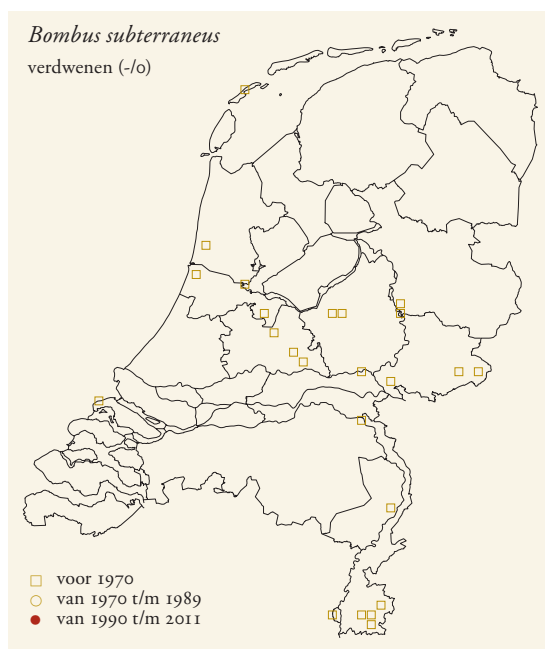 Bombus subterraneus
verdwenen (-/0)
voor 1970
van 1970 t/m 1989
van 1990 t/m 2011